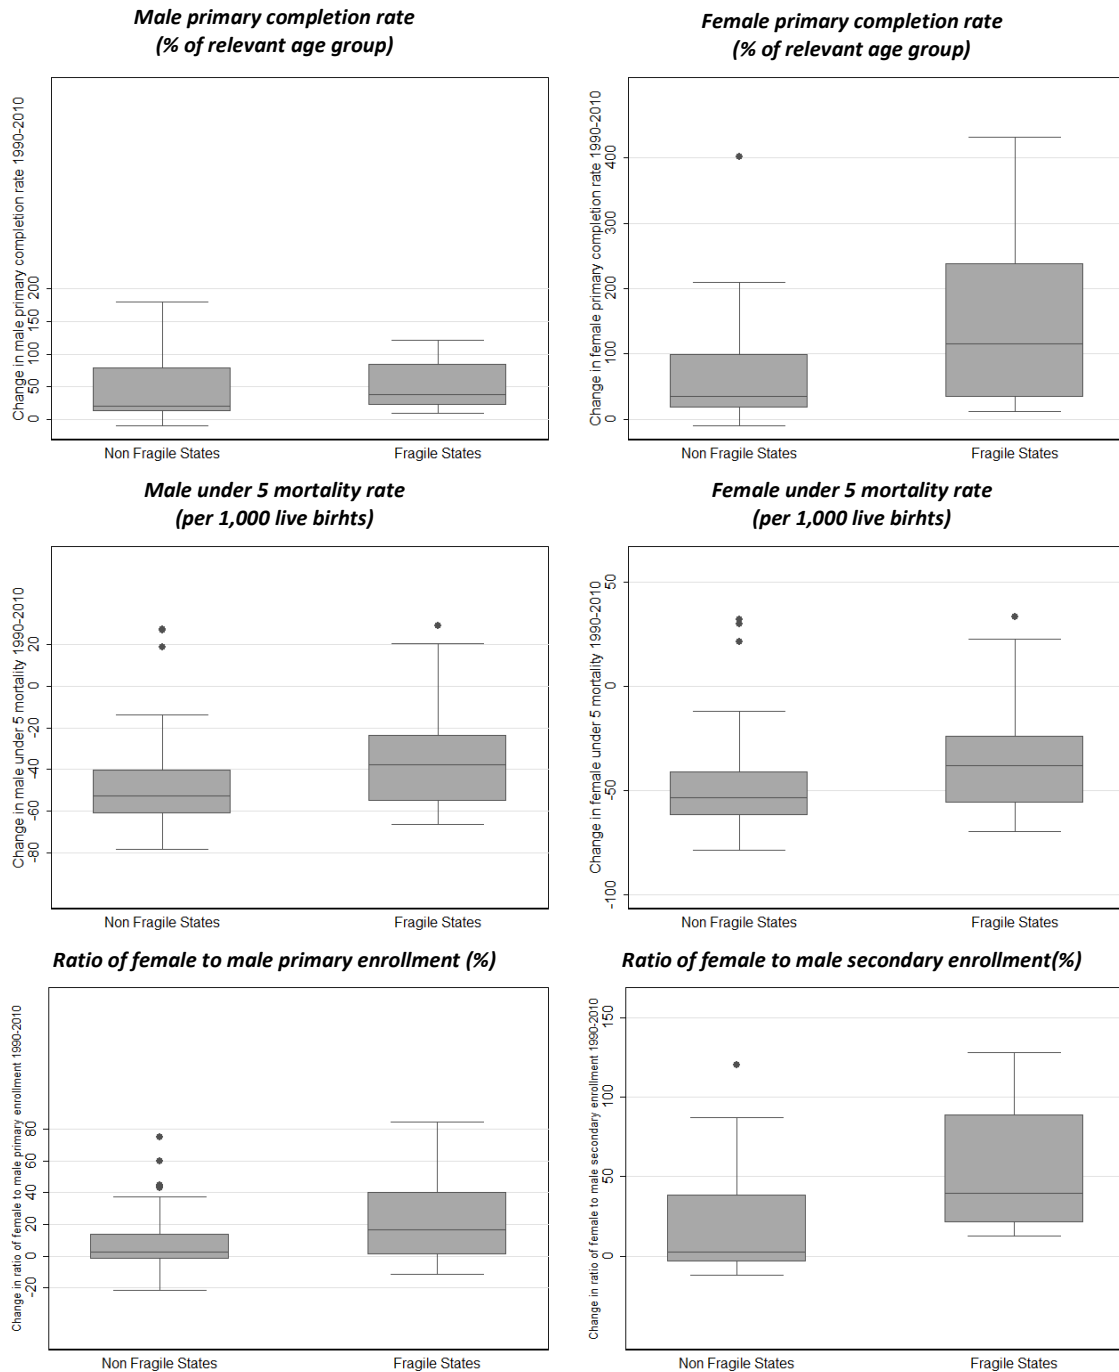 Male primary completion rate
(% of relevant age group)
Change in male primary completion rate 1990-2010
200
150
100
50
0
Non Fragile States
Fragile States
Female primary completion rate
(% of relevant age group)
Change in female primary completion rate 1990-2010
400
300
200
100
0
Non Fragile States
Fragile States
Male under 5 mortality rate
(per 1,000 live birhts)
Change in male under 5 mortality 1990-2010
20
0
-20
-40
-60
-80
Non Fragile States
Fragile States
Female under 5 mortality rate
(per 1,000 live birhts)
Change in female under 5 mortality 1990-2010
50
0
-50
-100
Non Fragile States
Fragile States
Ratio of female to male primary enrollment (%)
Change in ratio of female to male primary enrollment 1990-2010
80
60
40
20
0
-20
Non Fragile States
Fragile States
Ratio of female to male secondary enrollment(%)
Change in ratio of female to male secondary enrollment 1990-2010
150
100
50
0
Non Fragile States
Fragile States